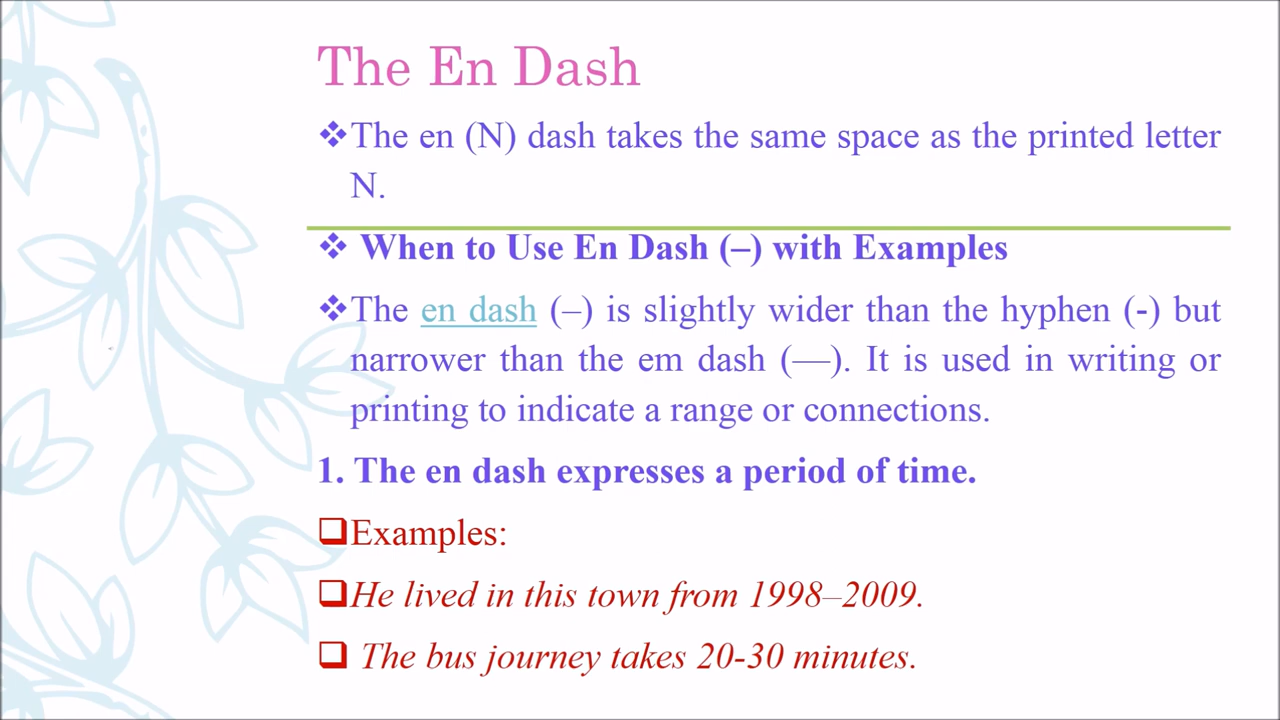 The En Dash
❖The en (N) dash takes the same space as the printed letter
N.
❖ When to Use En Dash (–) with Examples
❖The en dash (–) is slightly wider than the hyphen (-) but
narrower than the em dash (—). It is used in writing or
printing to indicate a range or connections.
1. The en dash expresses a period of time.
❑Examples:
❑He lived in this town from 1998–2009.
❑ The bus journey takes 20-30 minutes.